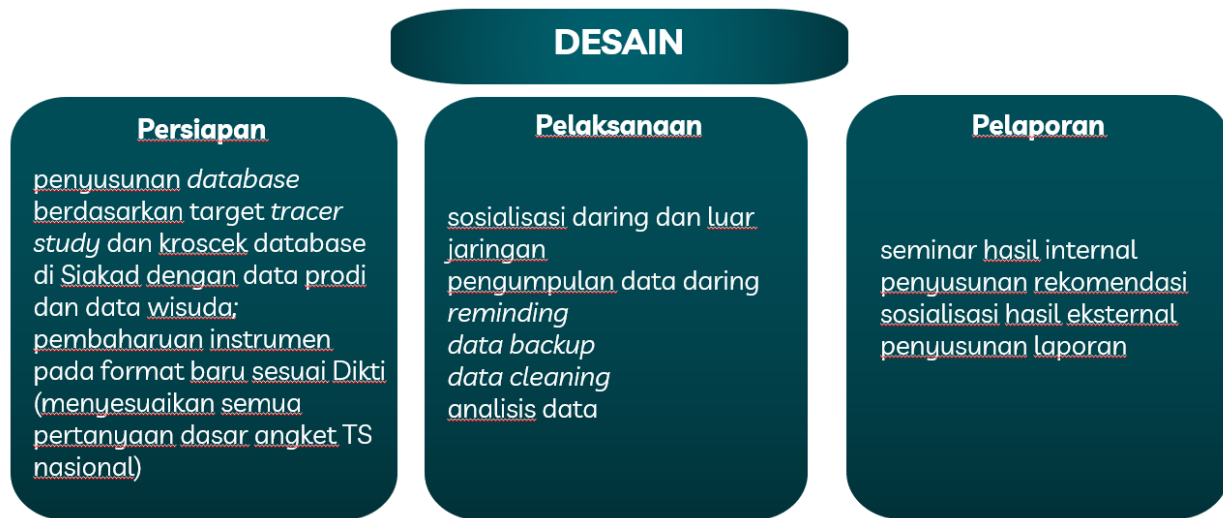 DESAIN
Persiapan
penyusunan database
berdasarkan target tracer
study dan kroscek database
di Siakad dengan data prodi
dan data wisuda;
pembaharuan instrumen
pada format baru sesuai Dikti
(menyesuaikan semua
pertanyaan dasar angket TS
nasional)
Pelaksanaan
sosialisasi daring dan luar
jaringan
pengumpulan data daring
reminding
data backup
data cleaning
analisis data
Pelaporan
seminar hasil internal
penyusunan rekomendasi
sosialisasi hasil eksternal
penyusunan laporan